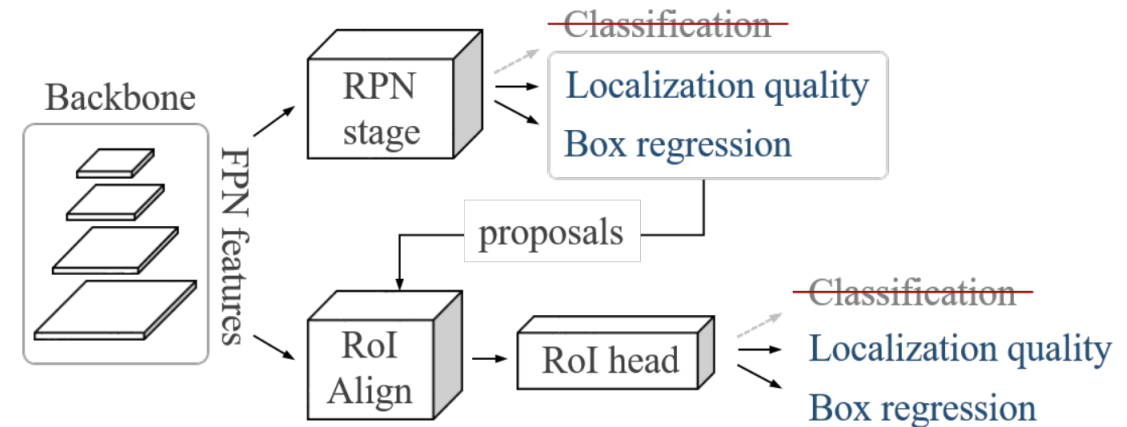 Classification
Backbone
RPN
stage
Localization quality
Box regression
FPN features
proposals
RoI
Align
RoI head
Classification
Localization quality
Box regression